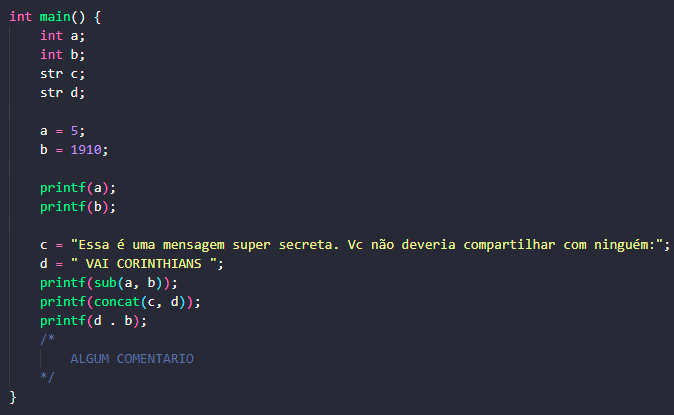 int main() {
    int a;
    int b;
    str c;
    str d;

    a = 5;
    b = 1910;

    printf(a);
    printf(b);

    c = "Essa é uma mensagem super secreta. Vc não deveria compartilhar com ninguém:";
    d = " VAI CORINTHIANS ";
    printf(sub(a, b));
    printf(concat(c, d));
    printf(d . b);
    /*
        ALGUM COMENTARIO
    */
}